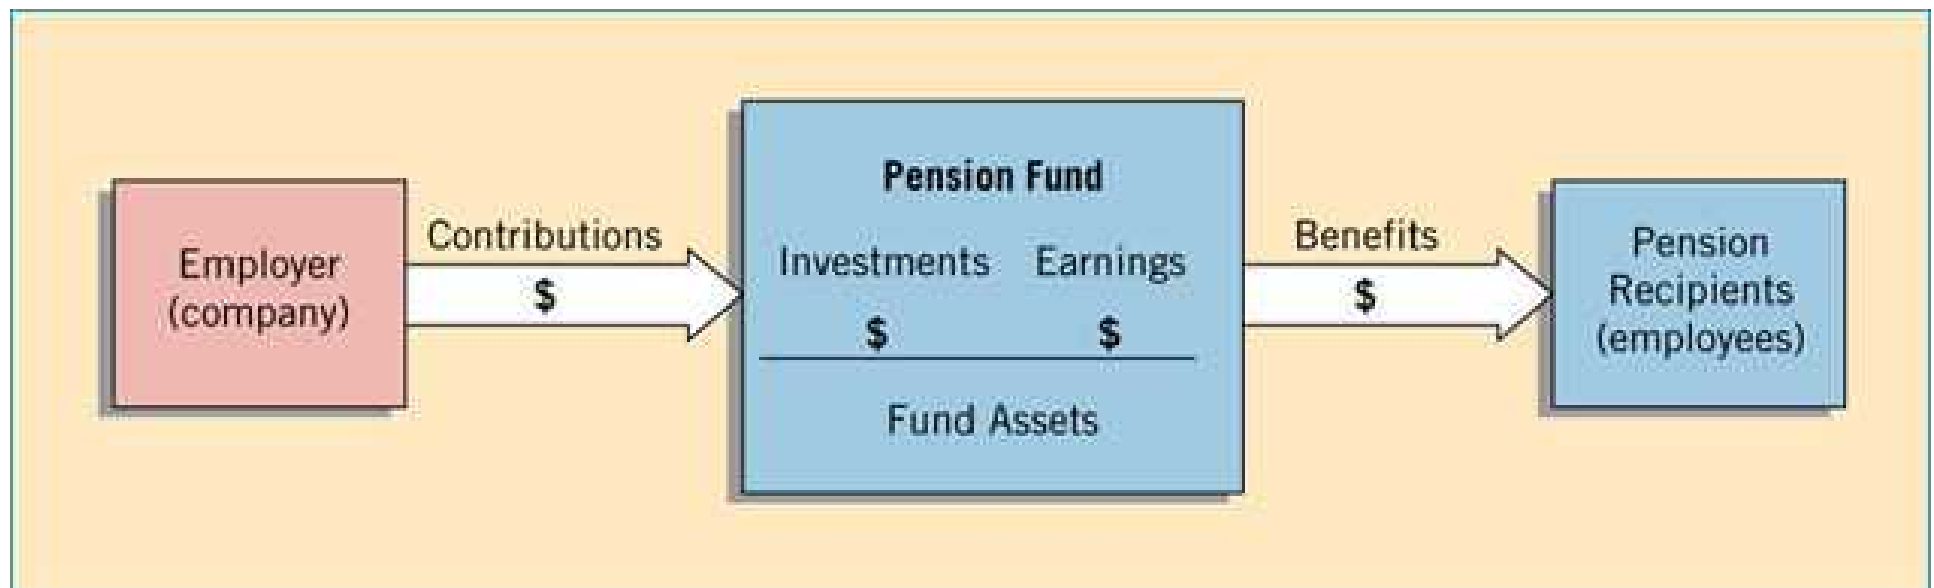 Employer
(company)
Contributions
$
Pension Fund
Investments Earnings
$ $
Fund Assets
Benefits
$
Pension
Recipients
(employees)